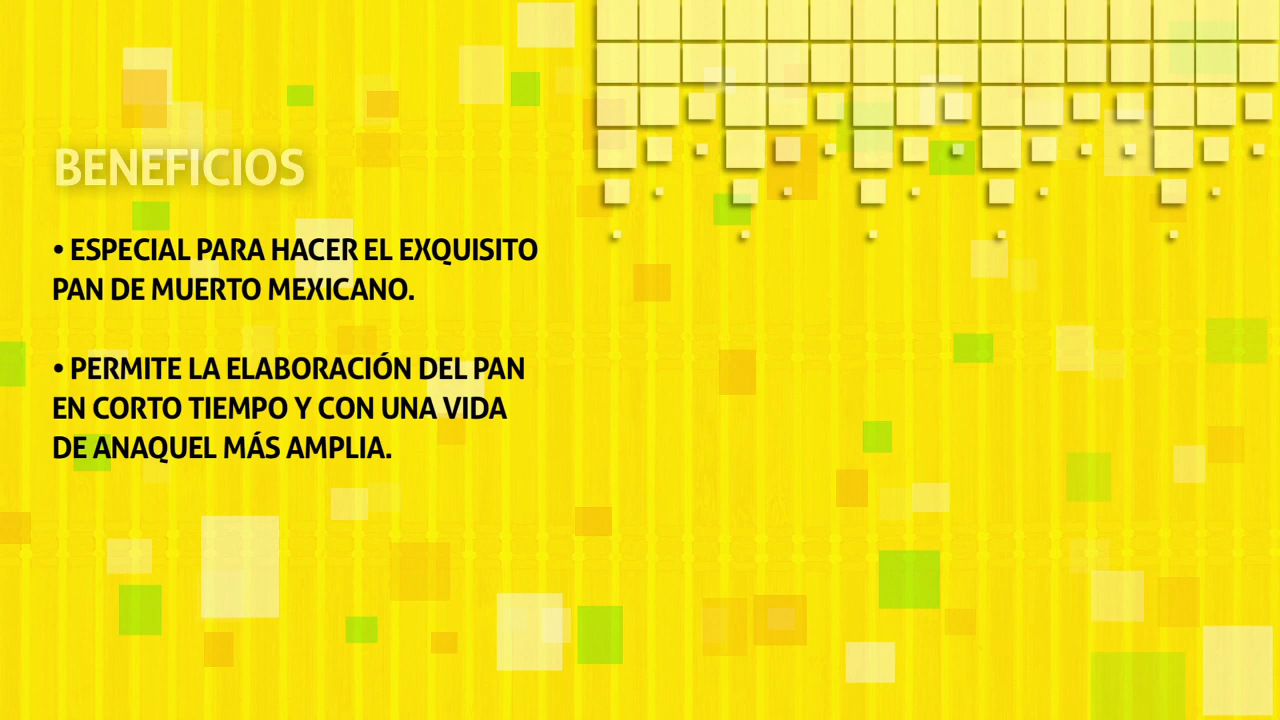 BENEFICIOS
• ESPECIAL PARA HACER EL EXQUISITO
PAN DE MUERTO MEXICANO.
• PERMITE LA ELABORACIÓN DEL PAN
EN CORTO TIEMPO Y CON UNA VIDA
DE ANAQUEL MÁS AMPLIA.